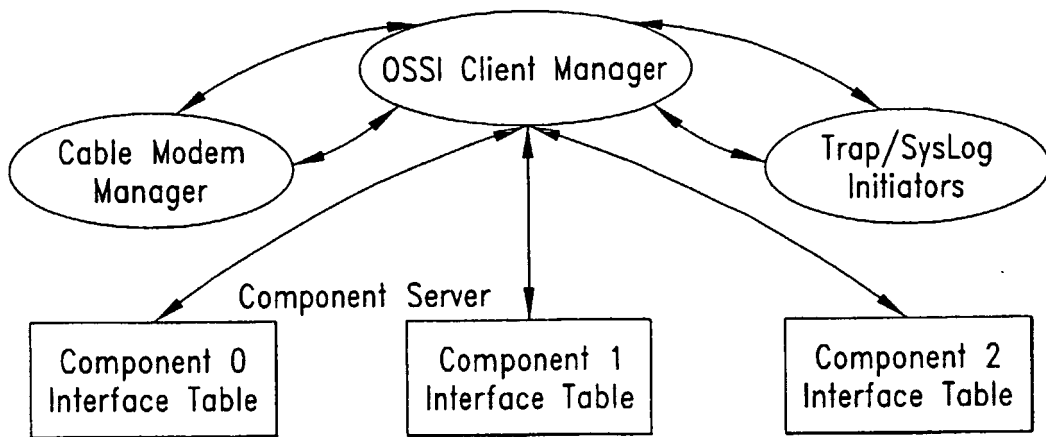 OSSI Client Manager
Cable Modem
Manager
Trap/SysLog
Initiators
Component Server
Component 0
Interface Table
Component 1
Interface Table
Component 2
Interface Table